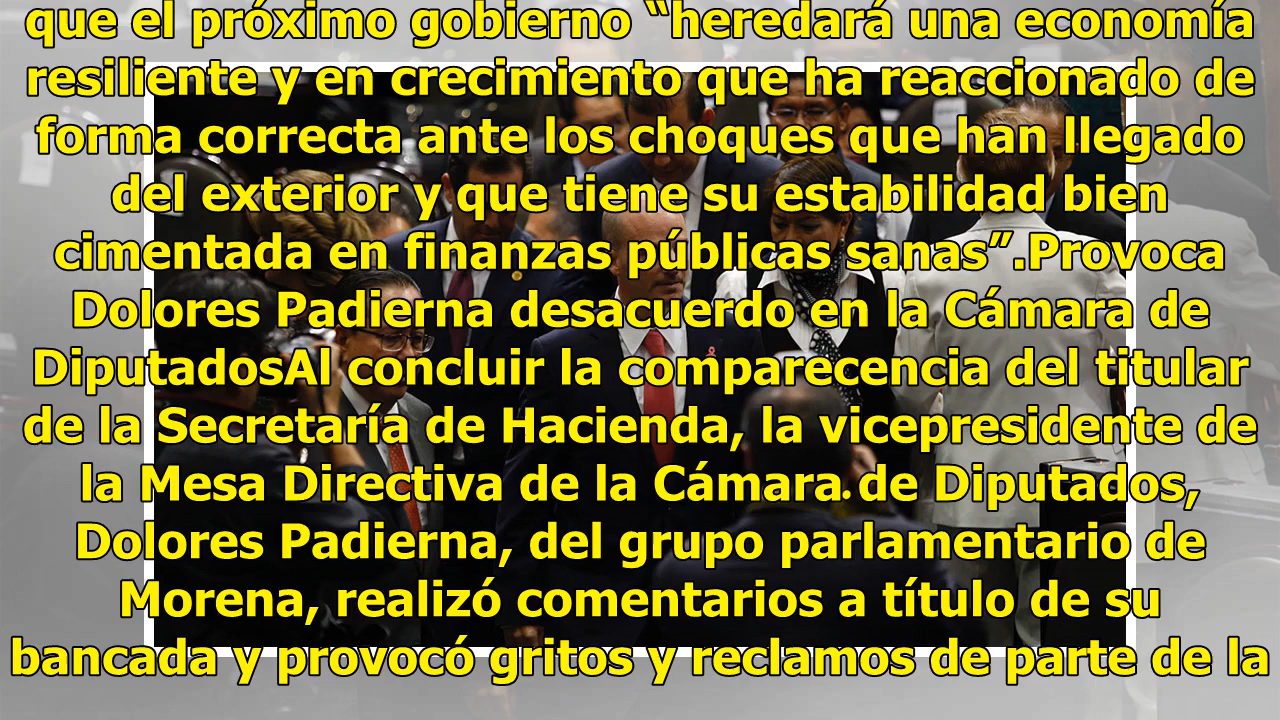 que el próximo gobierno “heredará una economía
resiliente y en crecimiento que ha reaccionado de
forma correcta ante los choques que han llegado
del exterior y que tiene su estabilidad bien
cimentada en finanzas públicas sanas”.Provoca
Dolores Padierna desacuerdo en la Cámara de
DiputadosAl concluir la comparecencia del titular
de la Secretaría de Hacienda, la vicepresidente de
la Mesa Directiva de la Cámara de Diputados,
Dolores Padierna, del grupo parlamentario de
Morena, realizó comentarios a título de su
bancada y provocó gritos y reclamos de parte de la